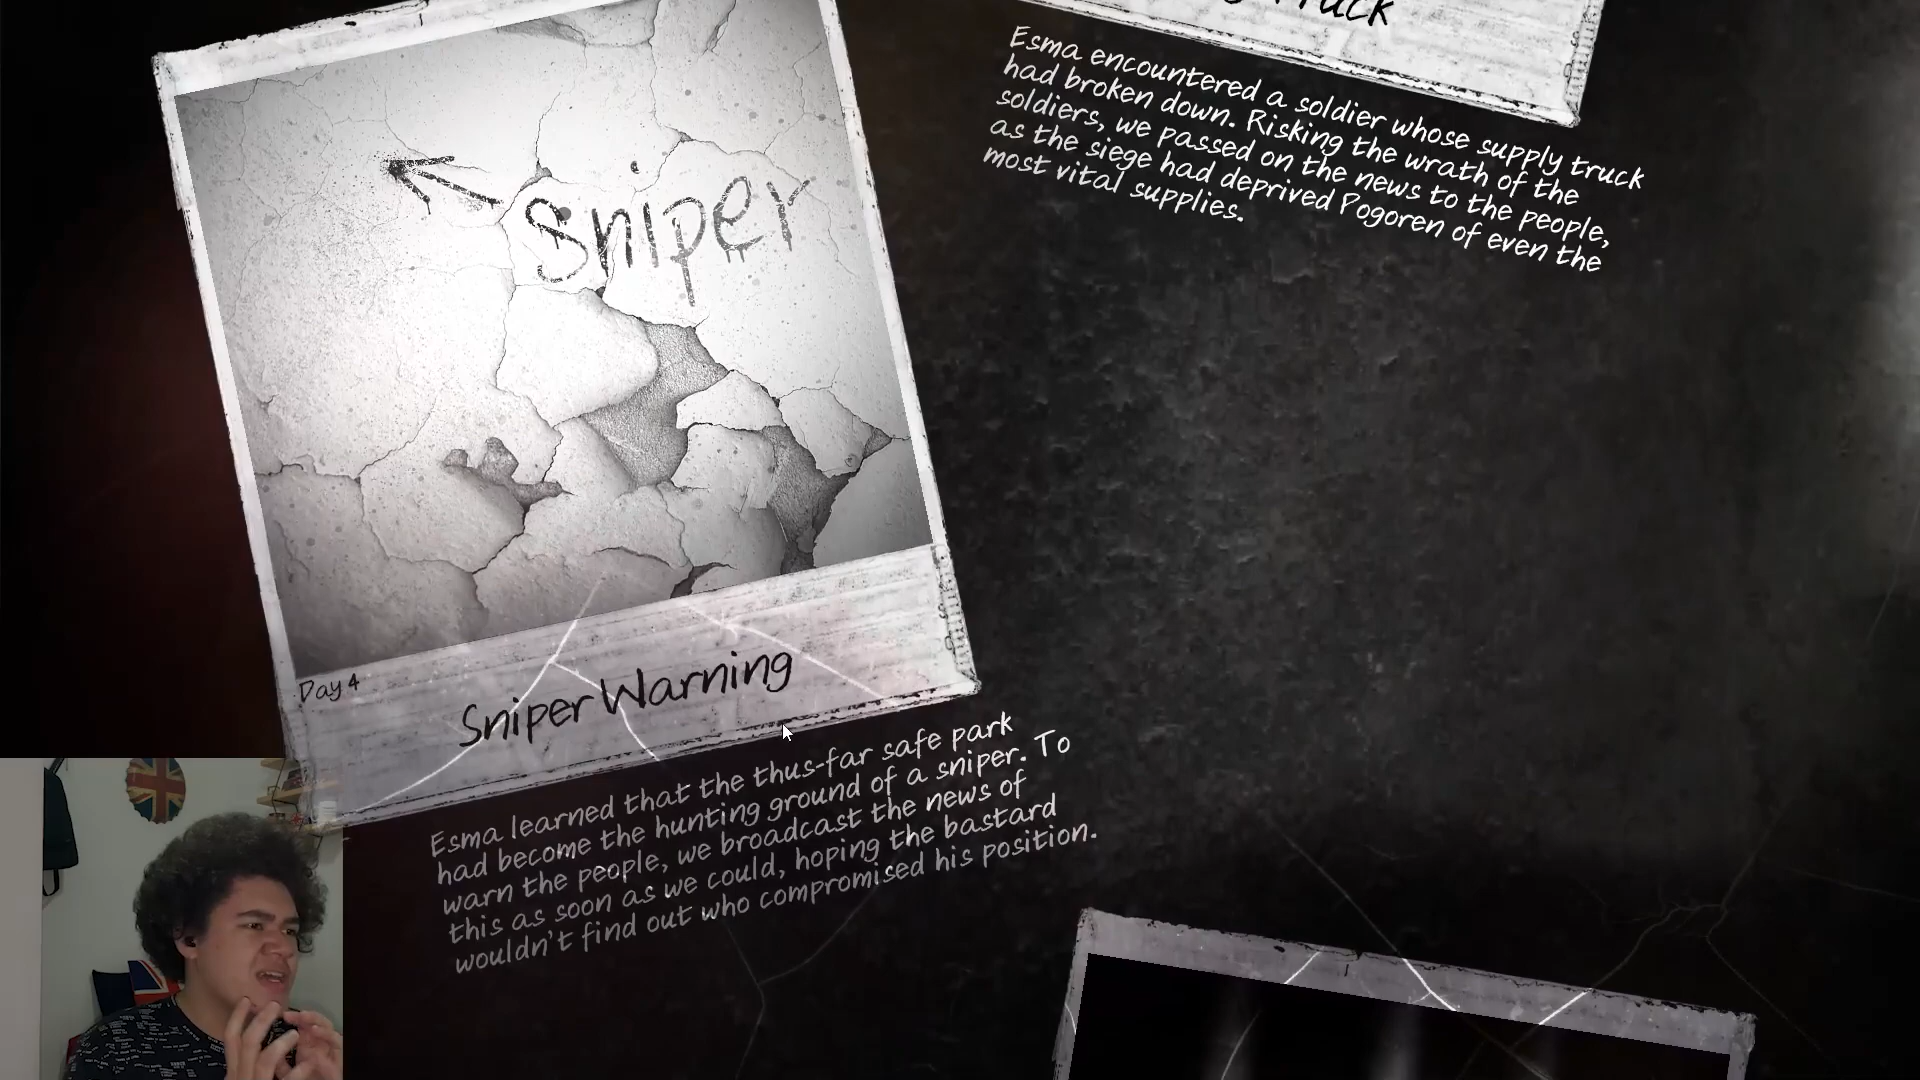 Truck
Esma encountered a soldier whose supply truck
had broken down. Risking the wrath of the
soldiers, we passed on the news to the people,
as the siege had deprived Pogoren of even the
most vital supplies.
Sniper
Day 4
Sniper Warning
Esma learned that the thus-far safe park
had become the hunting ground of a sniper. To
warn the people, we broadcast the news of
this as soon as we could, hoping the bastard
wouldn't find out who compromised his position.